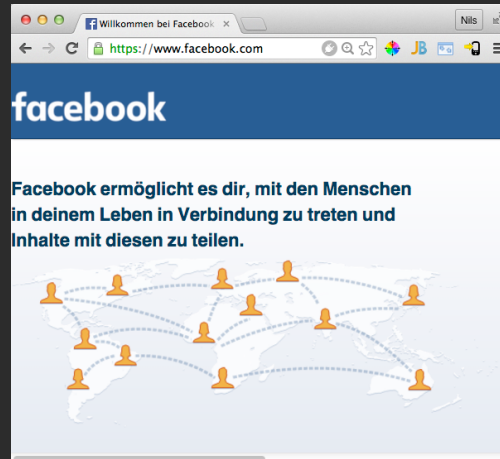 Willkommen bei Facebook
Nils
https://www.facebook.com
JB
facebook
Facebook ermöglicht es dir, mit den Menschen
in deinem Leben in Verbindung zu treten und
Inhalte mit diesen zu teilen.